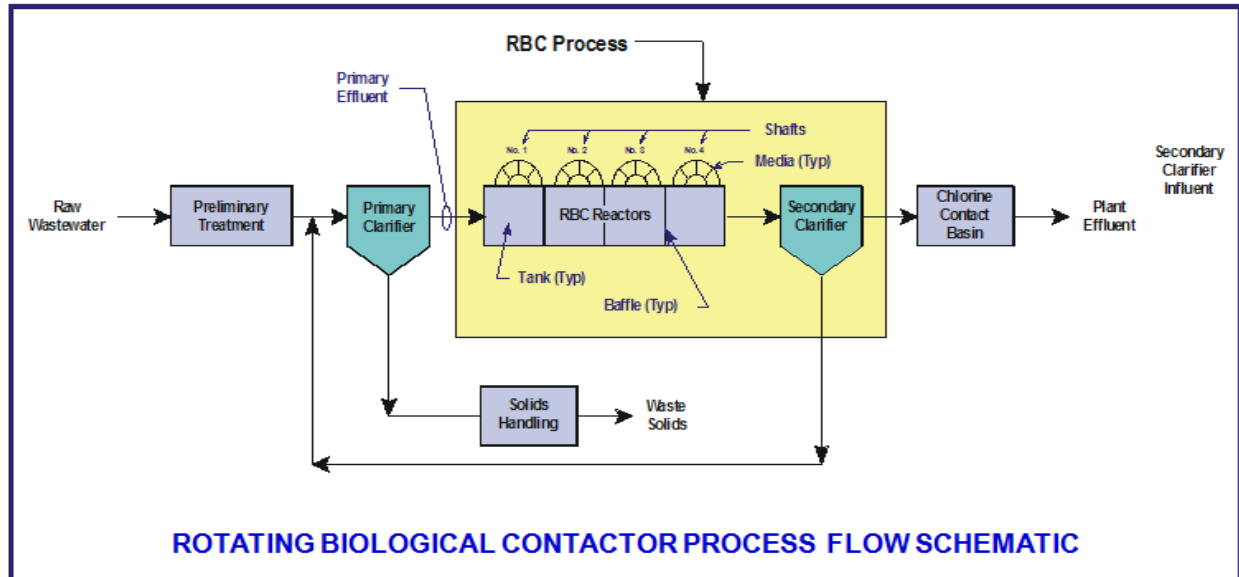 RBC Process
Primary
Effluent
Shafts
No. 1
No. 2
No. 3
No. 4
Media (Typ)
Secondary
Clarifier
Influent
Raw
Wastewater
Preliminary
Treatment
Primary
Clarifier
RBC Reactors
Secondary
Clarifier
Chlorine
Contact
Basin
Plant
Effluent
Tank (Typ)
Baffle (Typ)
Solids
Handling
Waste
Solids
ROTATING BIOLOGICAL CONTACTOR PROCESS FLOW SCHEMATIC